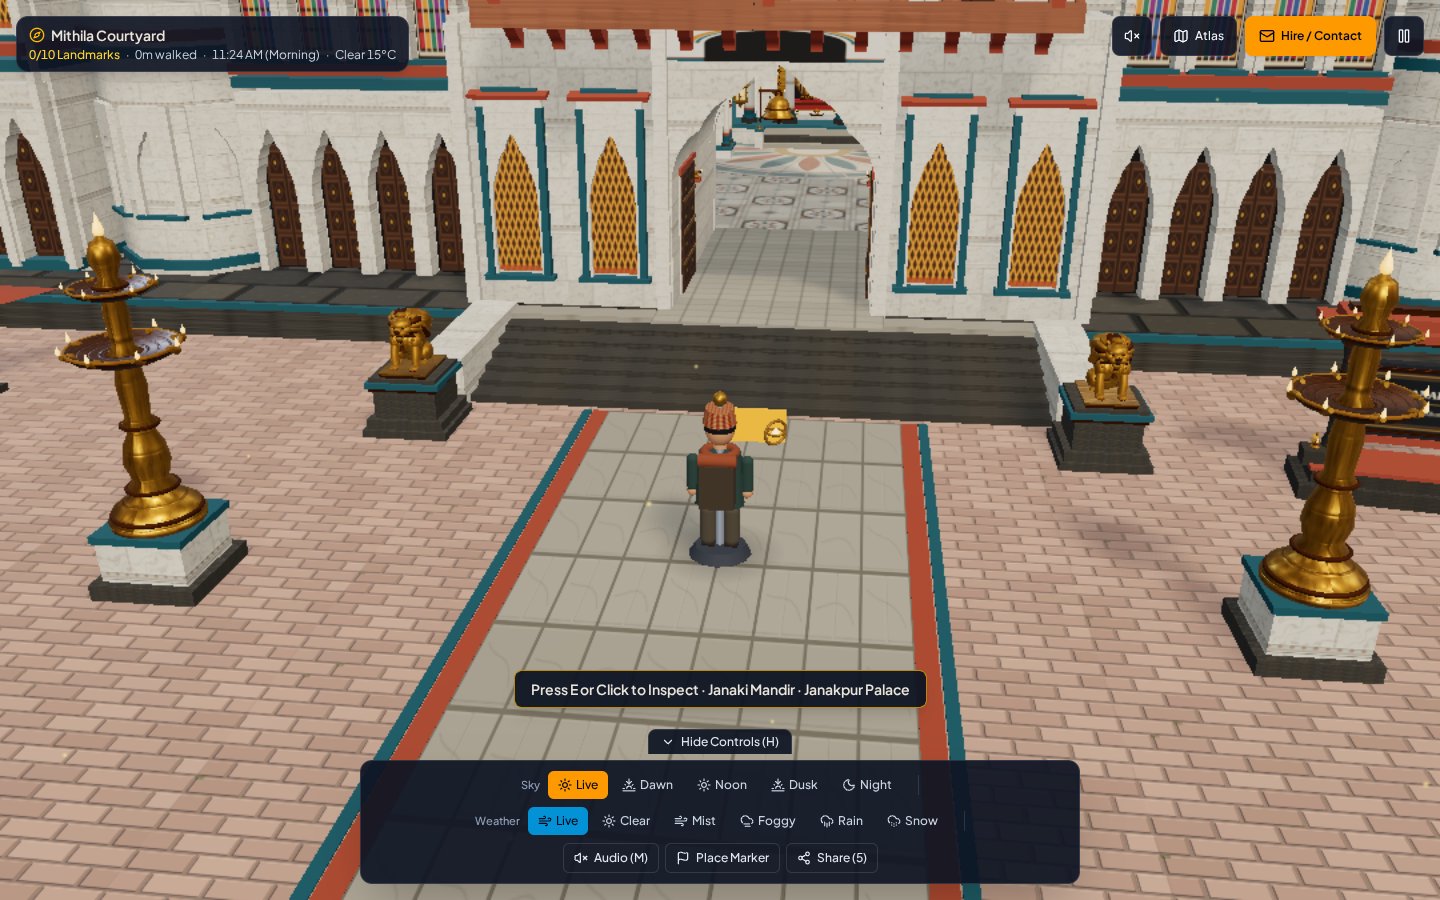 Mithila Courtyard
0/10 Landmarks · 0m walked · 11:24 AM (Morning) · Clear 15°C
Atlas
Hire / Contact
Press E or Click to Inspect · Janaki Mandir · Janakpur Palace
Hide Controls (H)
Sky Live Dawn Noon Dusk Night
Weather Live Clear Mist Foggy Rain Snow
Audio (M) Place Marker Share (5)